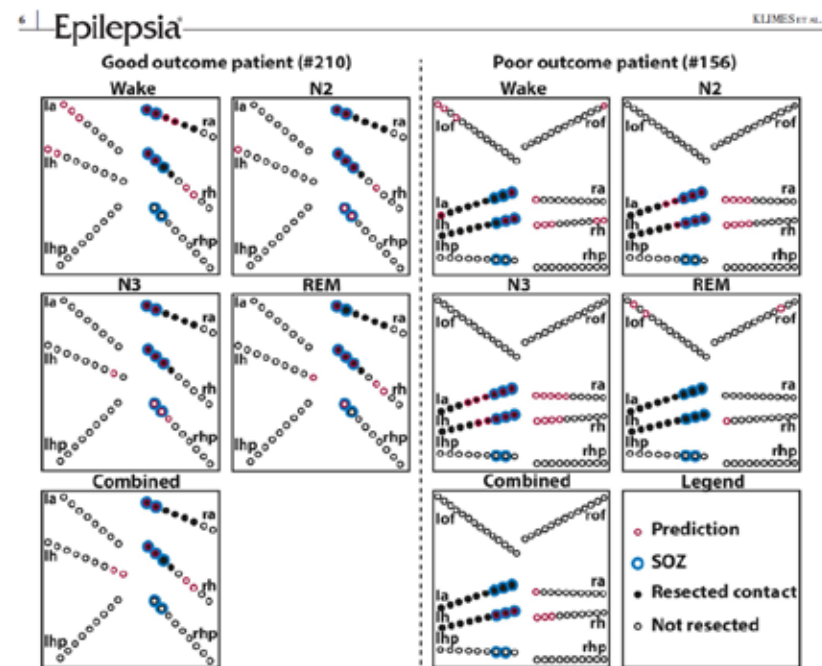 6 | Epilepsia
KLIMES ET AL.
Good outcome patient (#210)
Poor outcome patient (#156)
Wake
N2
Wake
N2
la
ra
lh
rh
lhp
rhp
la
ra
lh
rh
lhp
rhp
lof
rof
la
ra
lh
rh
lhp
rhp
lof
rof
la
ra
lh
rh
lhp
rhp
N3
REM
N3
REM
la
ra
lh
rh
lhp
rhp
la
ra
lh
rh
lhp
rhp
lof
rof
la
ra
lh
rh
lhp
rhp
lof
rof
la
ra
lh
rh
lhp
rhp
Combined
Combined
Legend
la
ra
lh
rh
lhp
rhp
lof
rof
la
ra
lh
rh
lhp
rhp
Prediction
SOZ
Resected contact
Not resected